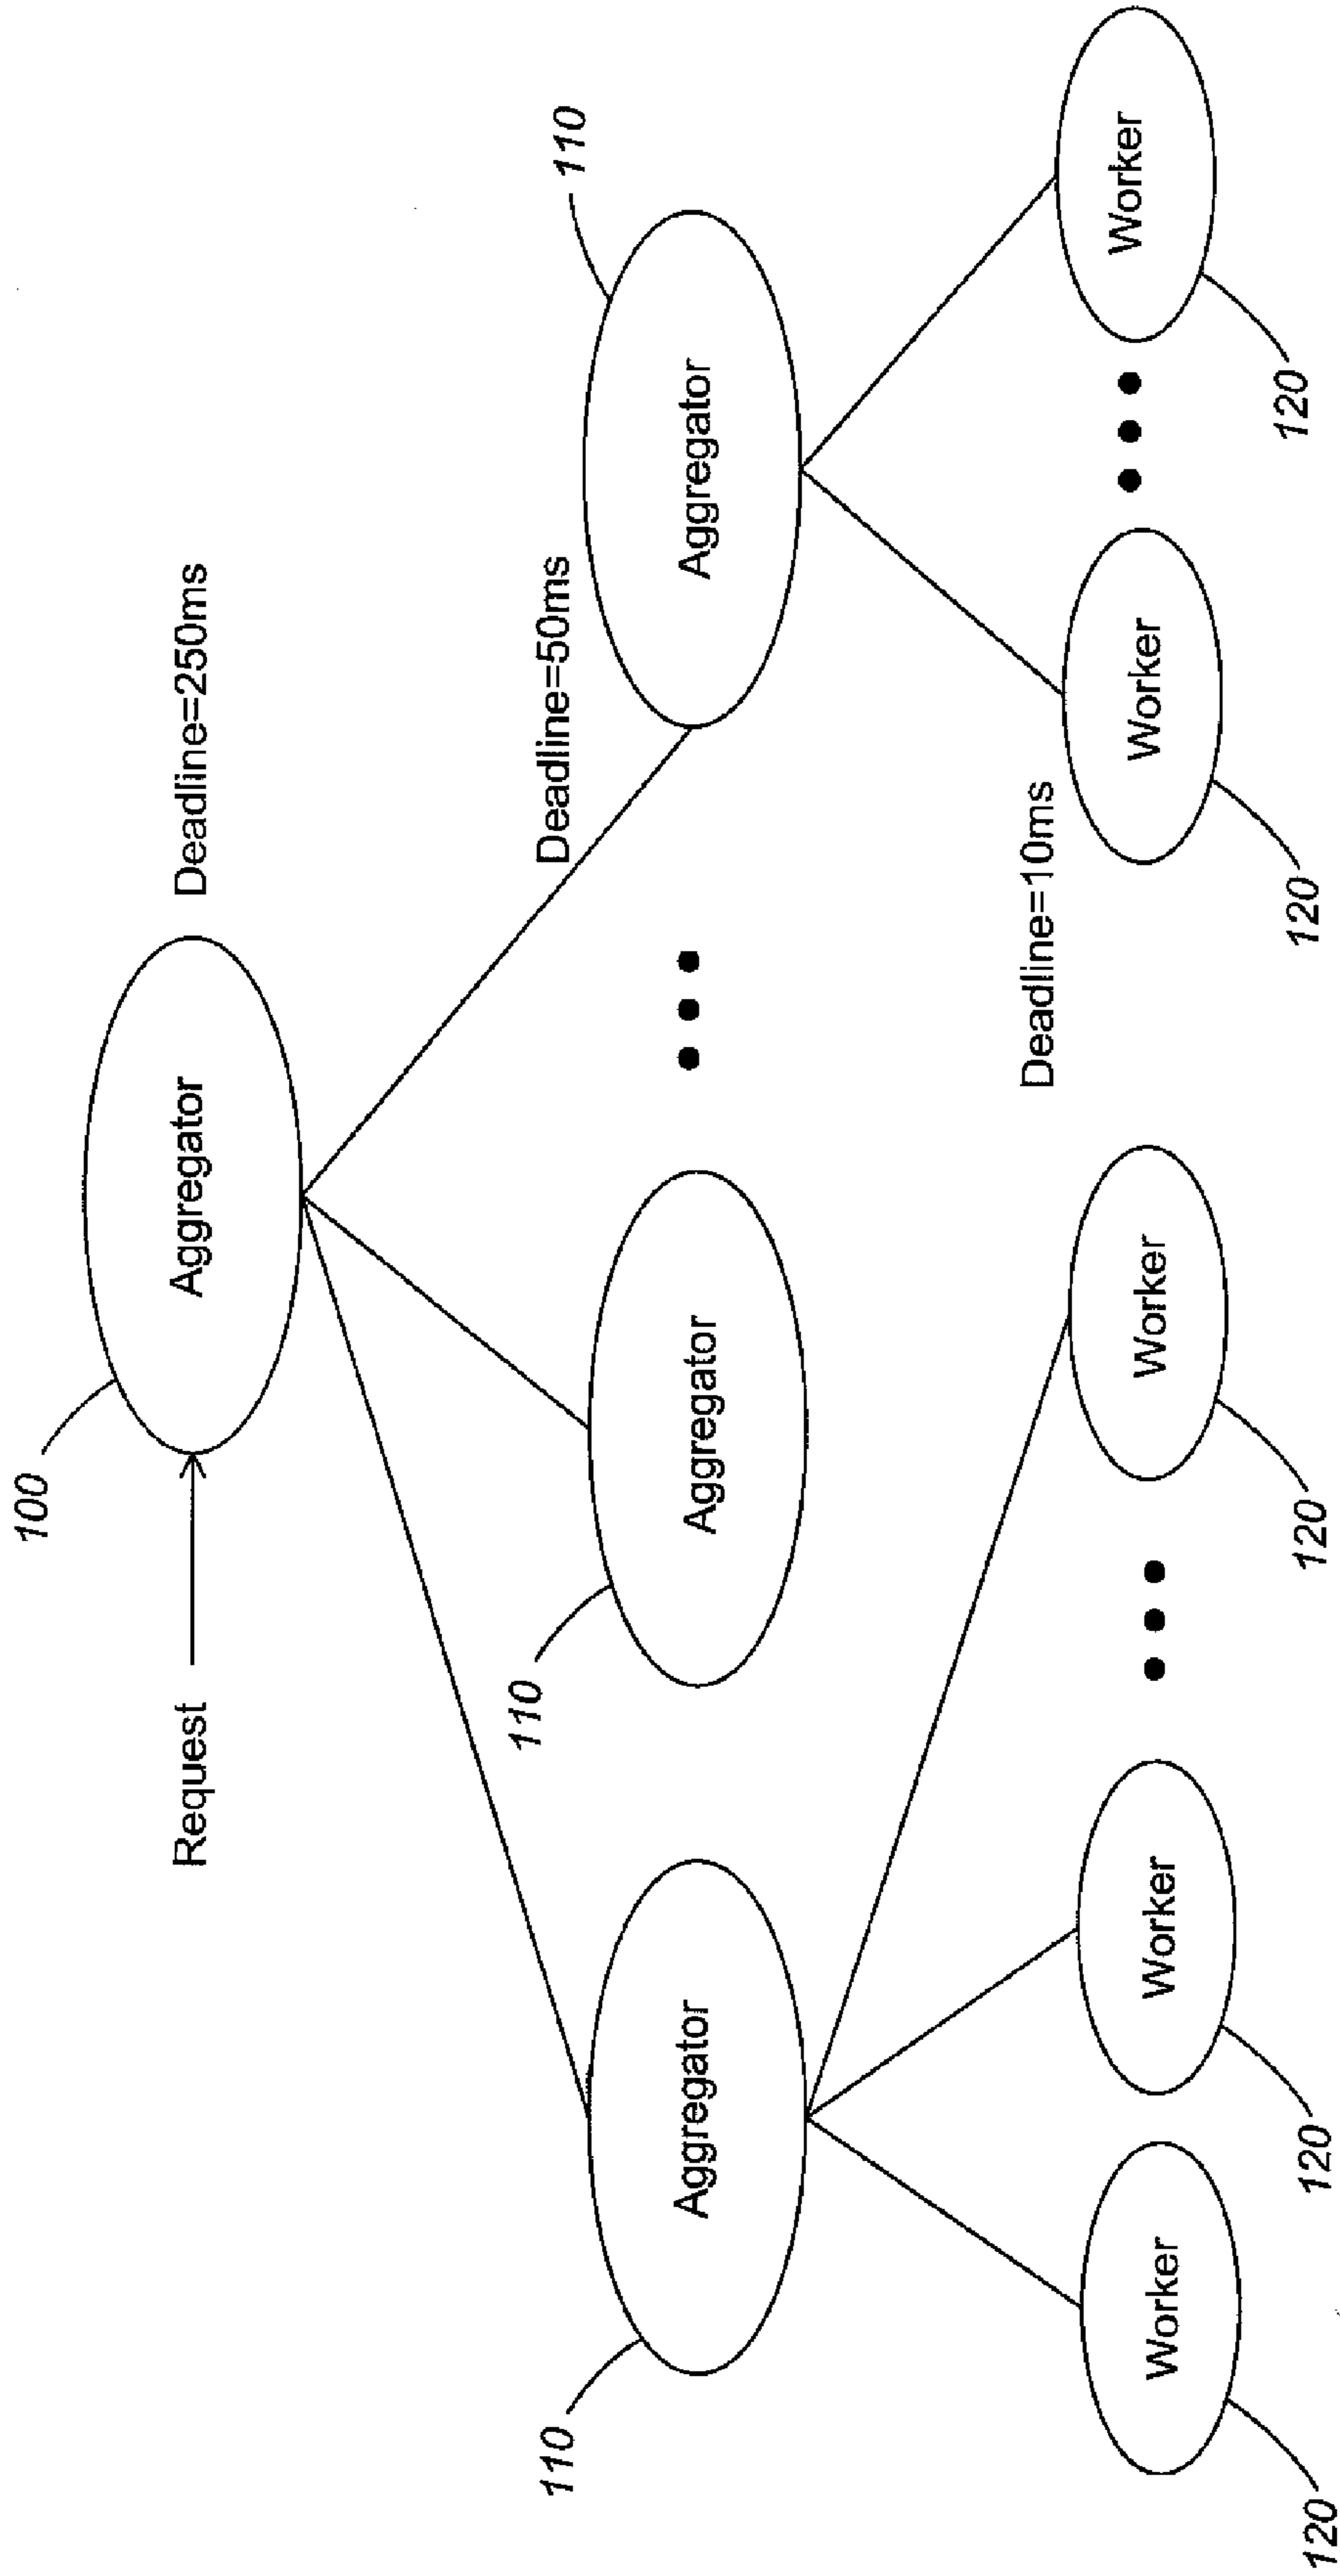 100
Request
Aggregator
Deadline=250ms
110
Aggregator
110
Aggregator
Deadline=50ms
110
Aggregator
Worker
120
Worker
120
Worker
120
Deadline=10ms
Worker
120
Worker
120